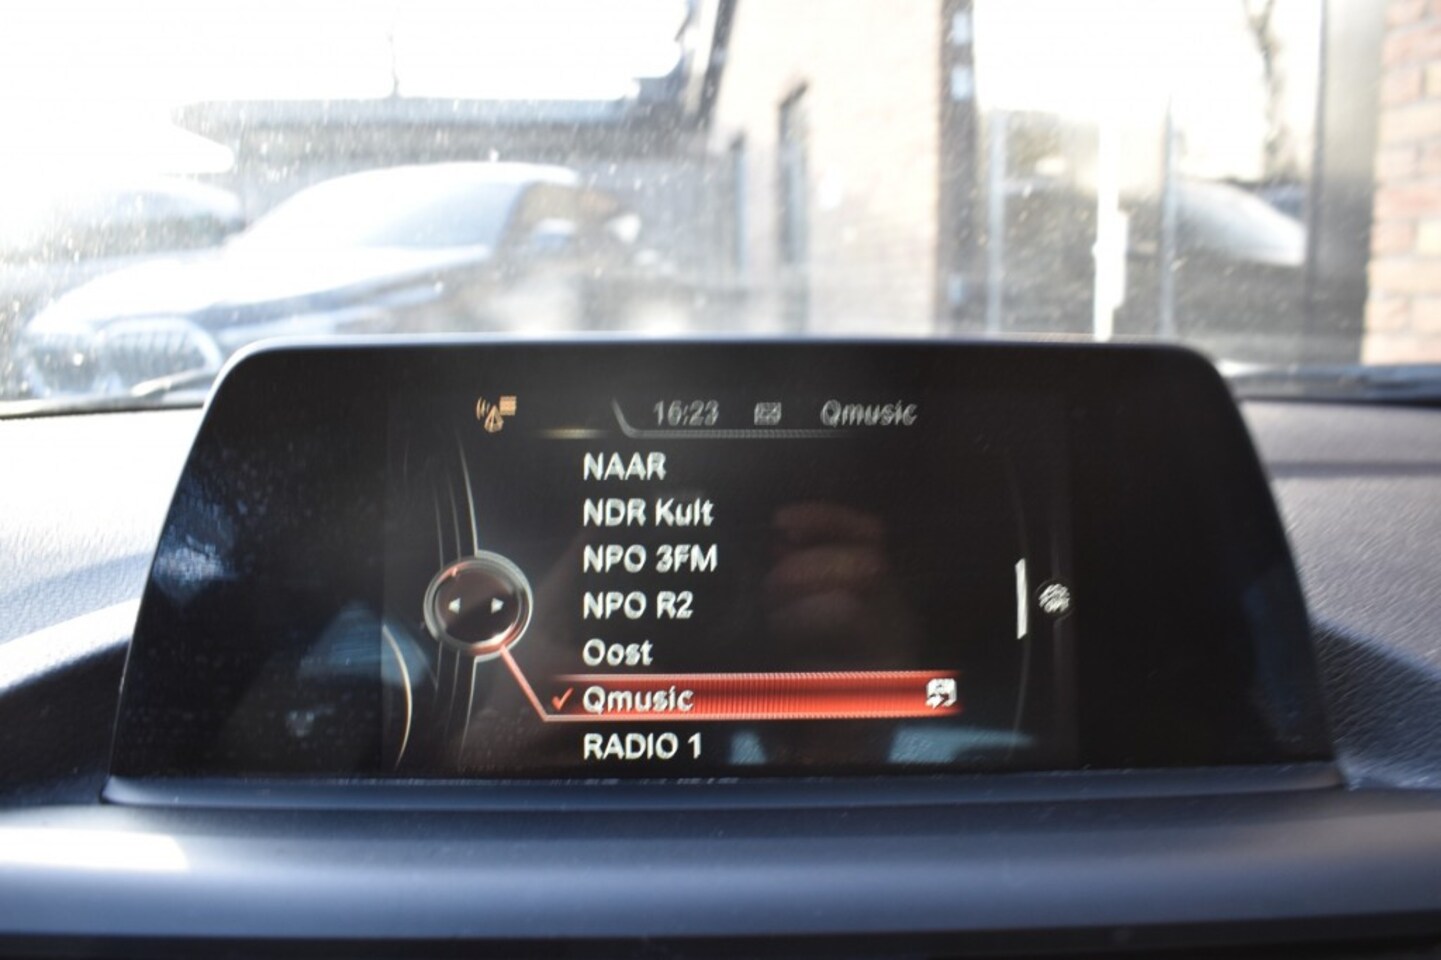 16:23 Qmusic
NAAR
NDR Kult
NPO 3FM
NPO R2
Oost
Qmusic
RADIO 1